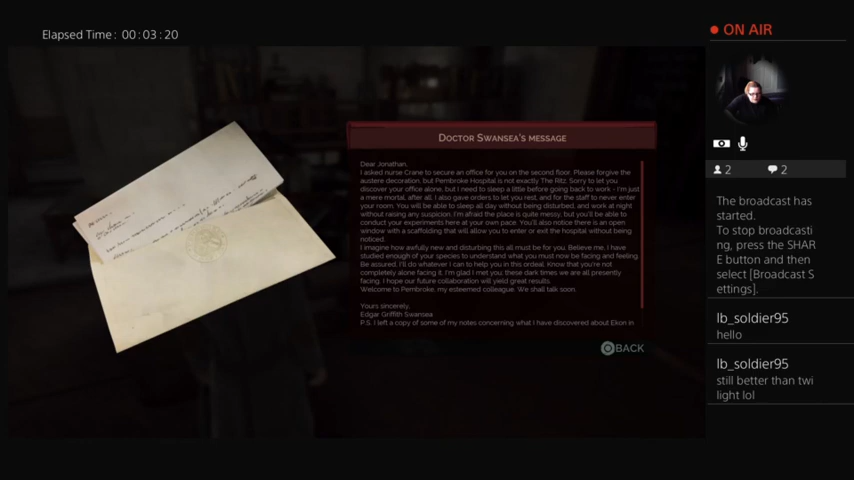 Elapsed Time : 00:03:20
ON AIR
DOCTOR SWANSEA'S MESSAGE
Dear Jonathan,
I asked nurse Crane to secure an office for you on the second floor. Please forgive the
austere decoration, but Pembroke Hospital is not exactly The Ritz. Sorry to let you
discover your office alone, but I need to sleep a little before going back to work - I'm just
a mere mortal, after all. I also gave orders to let you rest, and for the staff to never enter
your room. You will be able to sleep all day without being disturbed, and work at night
without raising any suspicion. I'm afraid the place is quite messy, but you'll be able to
conduct your experiments here at your own pace. You'll also notice there is an open
window with a scaffolding that will allow you to enter or exit the hospital without being
noticed.
I imagine how awfully new and disturbing this all must be for you. Believe me, I have
studied enough of your species to understand what you must now be facing and feeling.
Be assured, I'll do whatever I can to help you in this ordeal. Know that you're not
completely alone facing it. I'm glad I met you; these dark times we are all presently
facing. I hope our future collaboration will yield great results.
Welcome to Pembroke, my esteemed colleague. We shall talk soon.
Yours sincerely,
Edgar Griffith Swansea
P.S. I left a copy of some of my notes concerning what I have discovered about Ekon in
BACK
2
2
The broadcast has
started.
To stop broadcasti
ng, press the SHAR
E button and then
select [Broadcast S
ettings].
lb_soldier95
hello
lb_soldier95
still better than twi
light lol